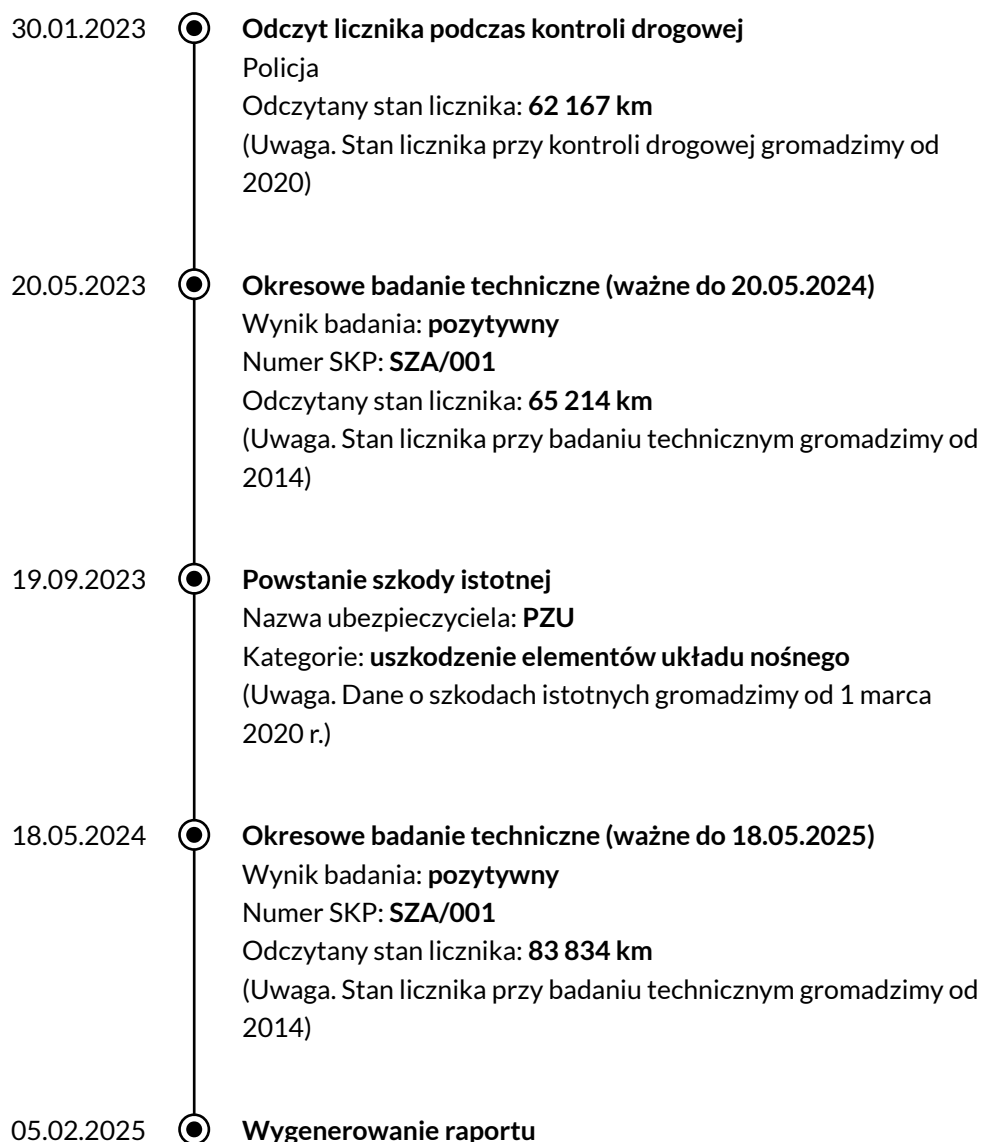 30.01.2023 Odczyt licznika podczas kontroli drogowej
Policja
Odczytany stan licznika: 62 167 km
(Uwaga. Stan licznika przy kontroli drogowej gromadzimy od
2020)
20.05.2023 Okresowe badanie techniczne (ważne do 20.05.2024)
Wynik badania: pozytywny
Numer SKP: SZA/001
Odczytany stan licznika: 65 214 km
(Uwaga. Stan licznika przy badaniu technicznym gromadzimy od
2014)
19.09.2023 Powstanie szkody istotnej
Nazwa ubezpieczyciela: PZU
Kategorie: uszkodzenie elementów układu nośnego
(Uwaga. Dane o szkodach istotnych gromadzimy od 1 marca
2020 r.)
18.05.2024 Okresowe badanie techniczne (ważne do 18.05.2025)
Wynik badania: pozytywny
Numer SKP: SZA/001
Odczytany stan licznika: 83 834 km
(Uwaga. Stan licznika przy badaniu technicznym gromadzimy od
2014)
05.02.2025 Wygenerowanie raportu